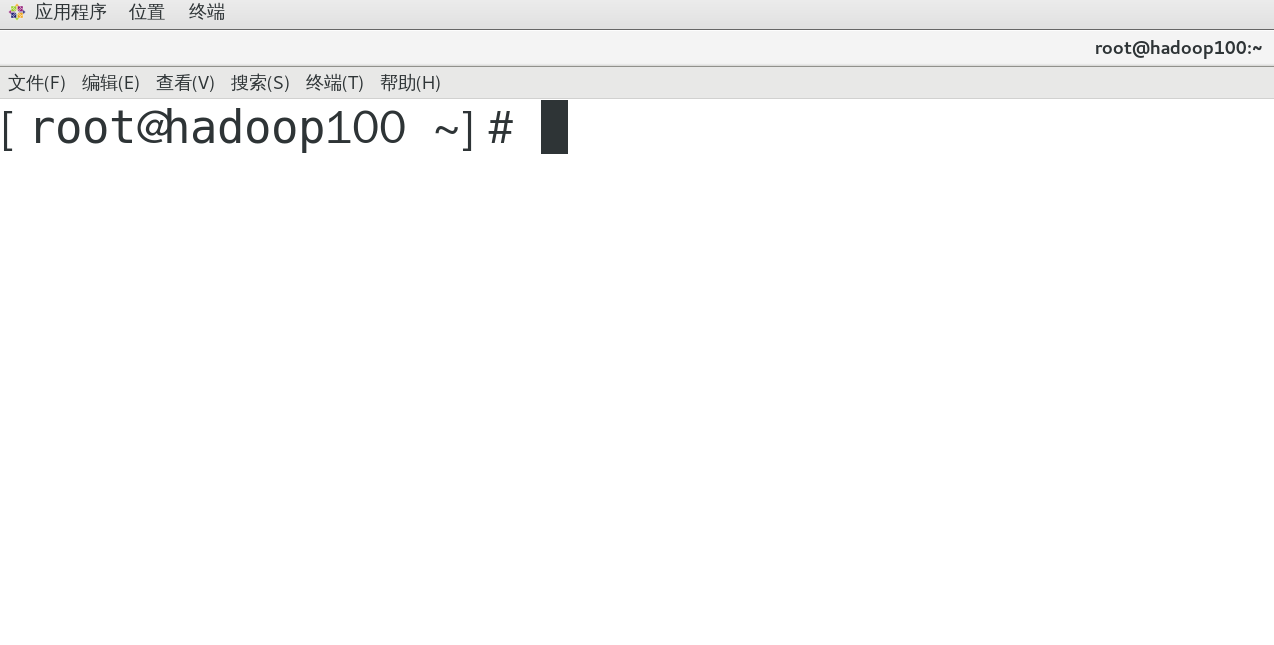 应用程序 位置 终端
root@hadoop100:~
文件(F) 编辑(E) 查看(V) 搜索(S) 终端(T) 帮助(H)
[root@hadoop100 ~]#